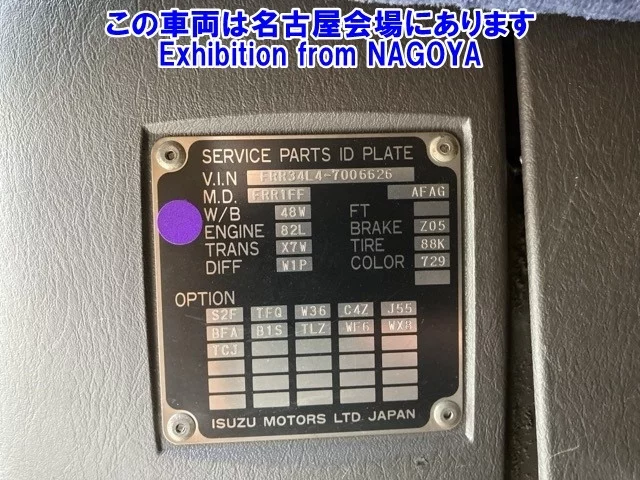 この車両は名古屋会場にあります
Exhibition from NAGOYA
SERVICE PARTS ID PLATE
V.I.N FRR34L4-7006626
M.D. FRR1FF AFAG
W/B 48W FT
ENGINE 82L BRAKE Z05
TRANS X7W TIRE 88K
DIFF W1P COLOR 729
OPTION
S2F TFQ W36 C4Z J55
BFA B1S TLZ WF6 WX8
TCJ
ISUZU MOTORS LTD JAPAN